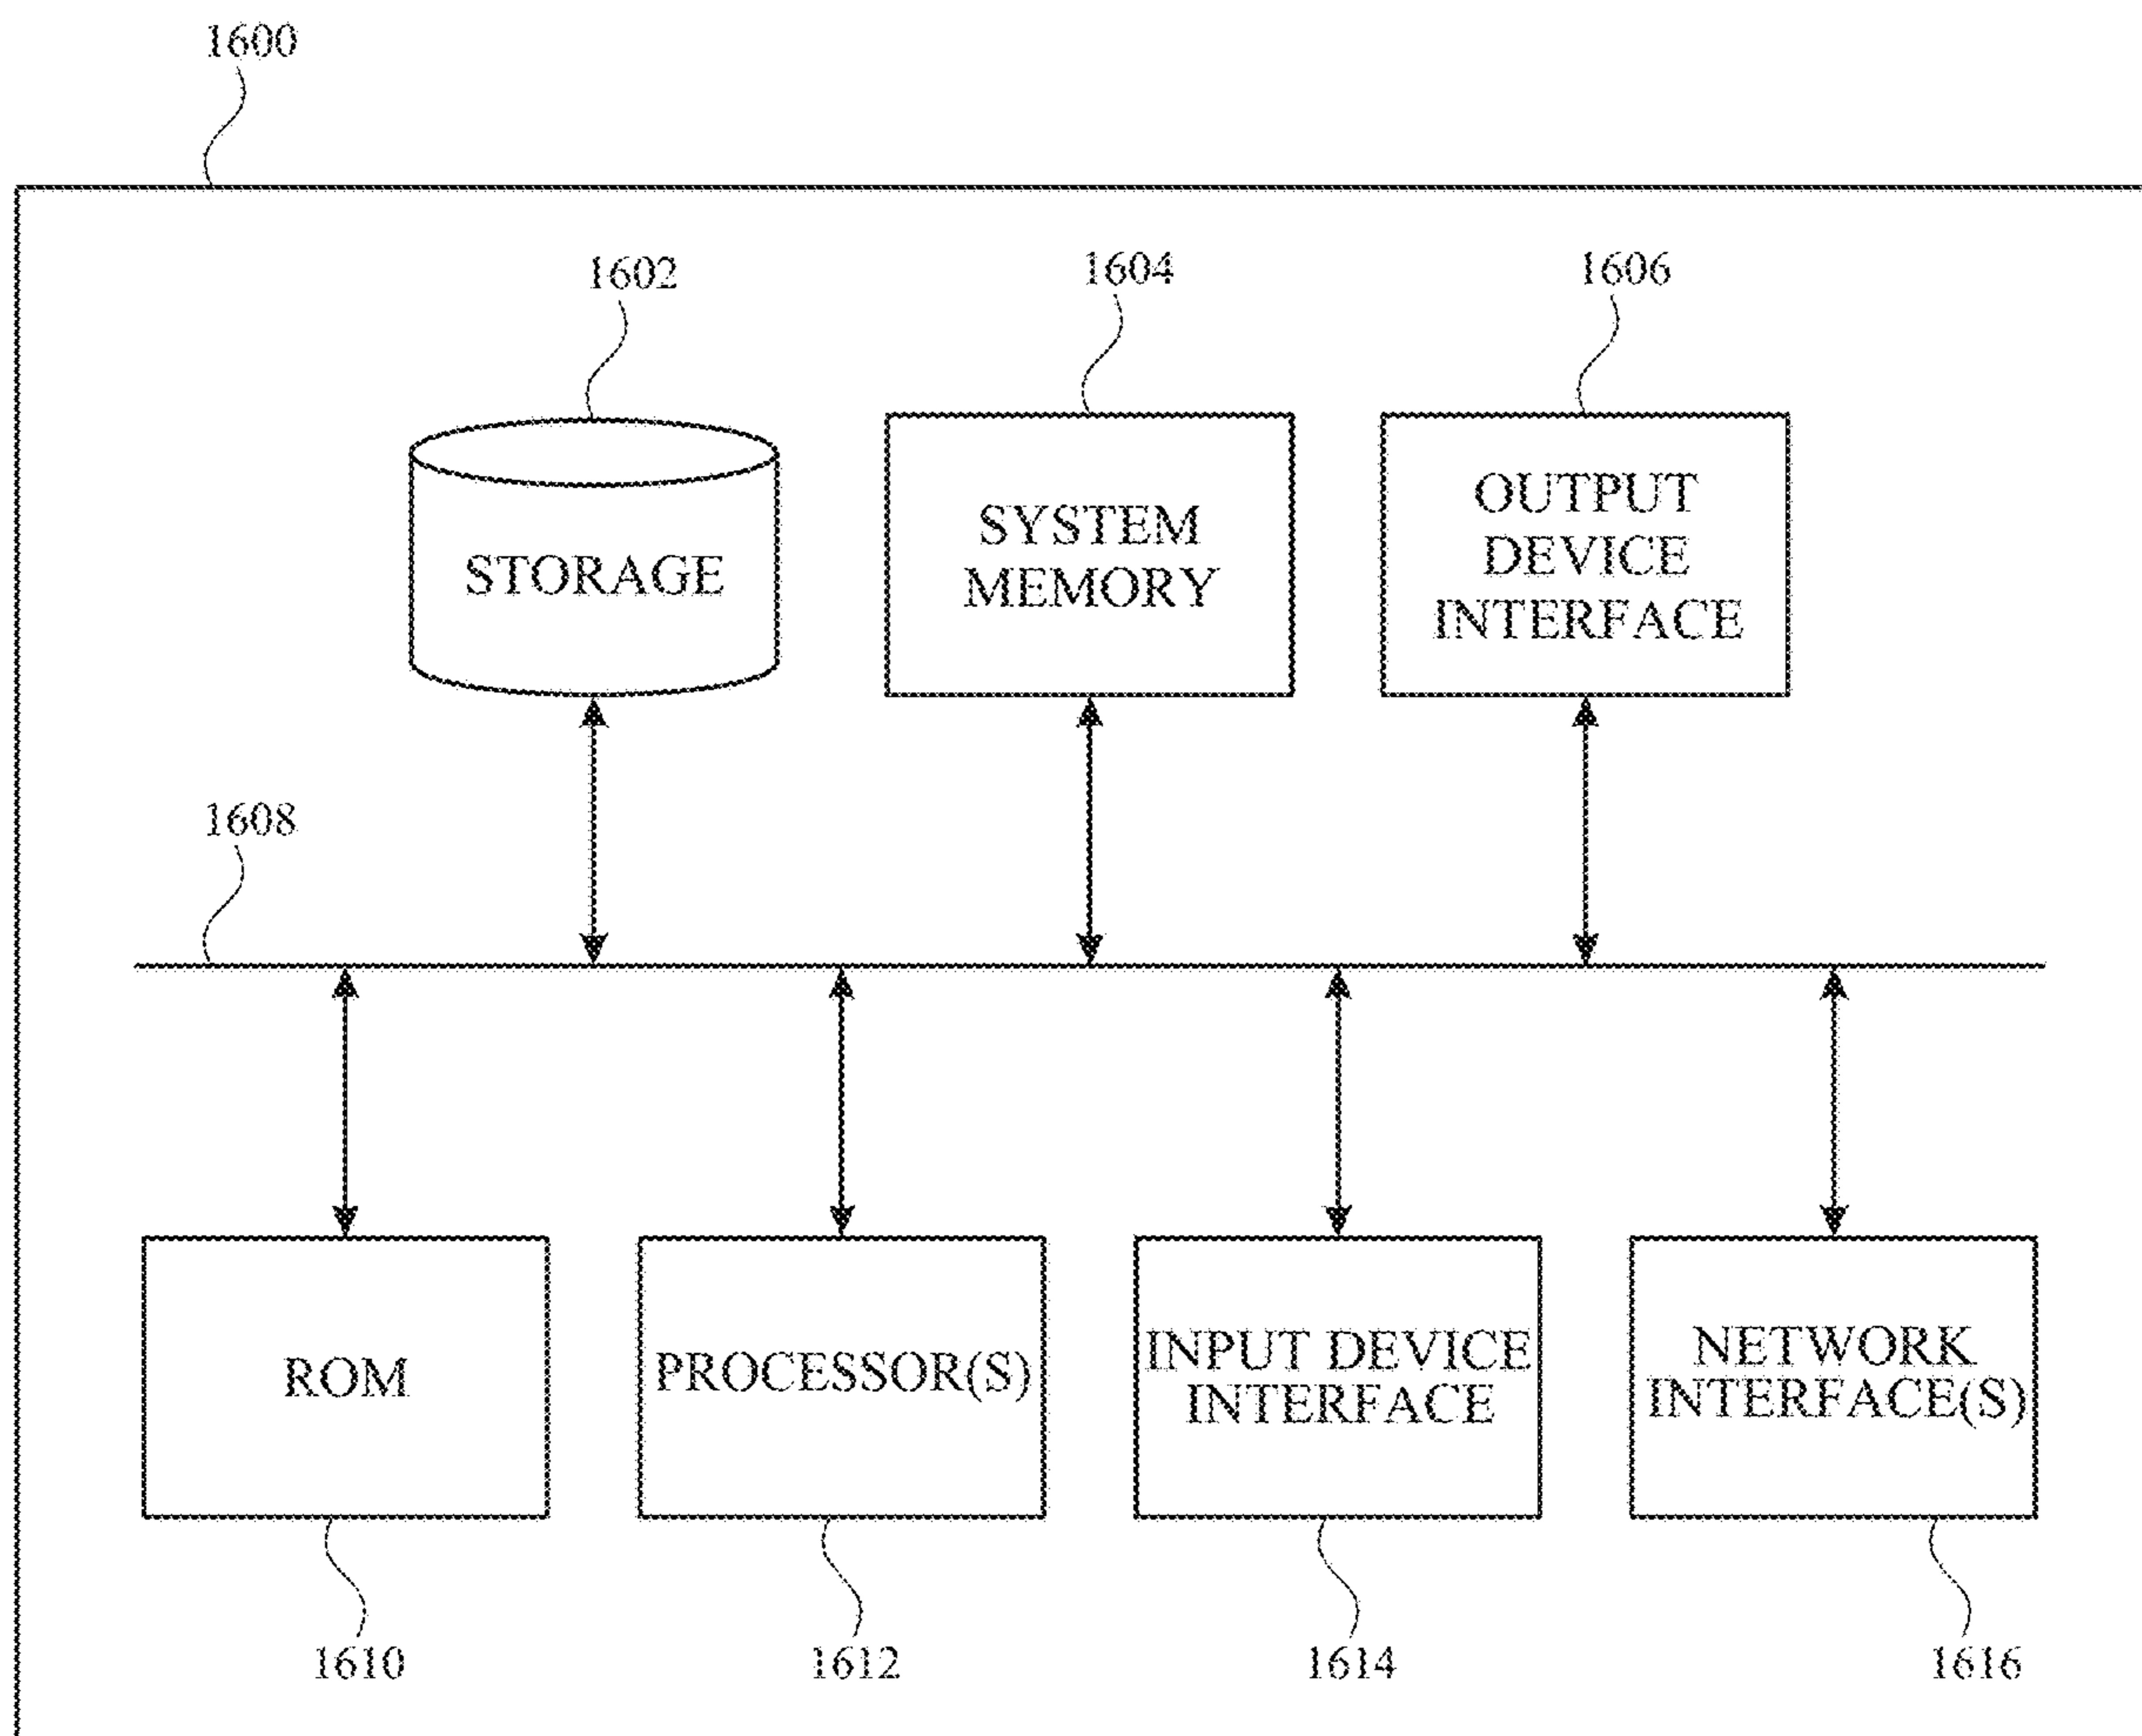 1600
1602
1604
1606
STORAGE
SYSTEM
MEMORY
OUTPUT
DEVICE
INTERFACE
1608
ROM
PROCESSOR(S)
INPUT DEVICE
INTERFACE
NETWORK
INTERFACE(S)
1610
1612
1614
1616